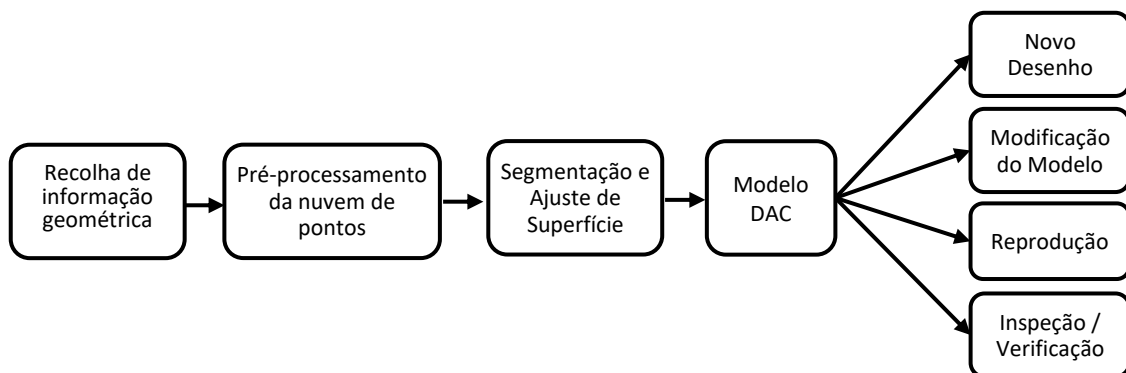 Recolha de
informação
geométrica
Pré-processamento
da nuvem de
pontos
Segmentação e
Ajuste de
Superfície
Modelo
DAC
Novo
Desenho
Modificação
do Modelo
Reprodução
Inspeção /
Verificação